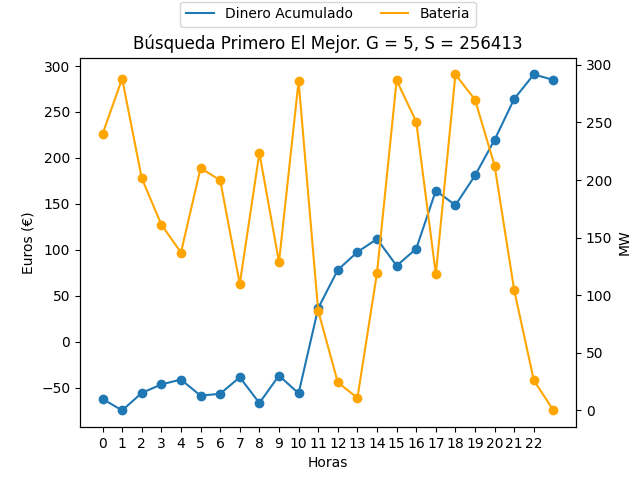 Dinero Acumulado Bateria
Búsqueda Primero El Mejor. G = 5, S = 256413
300
250
200
150
100
50
0
−50
Euros (€)
300
250
200
150
100
50
0
MW
0 1 2 3 4 5 6 7 8 9 10 11 12 13 14 15 16 17 18 19 20 21 22
Horas